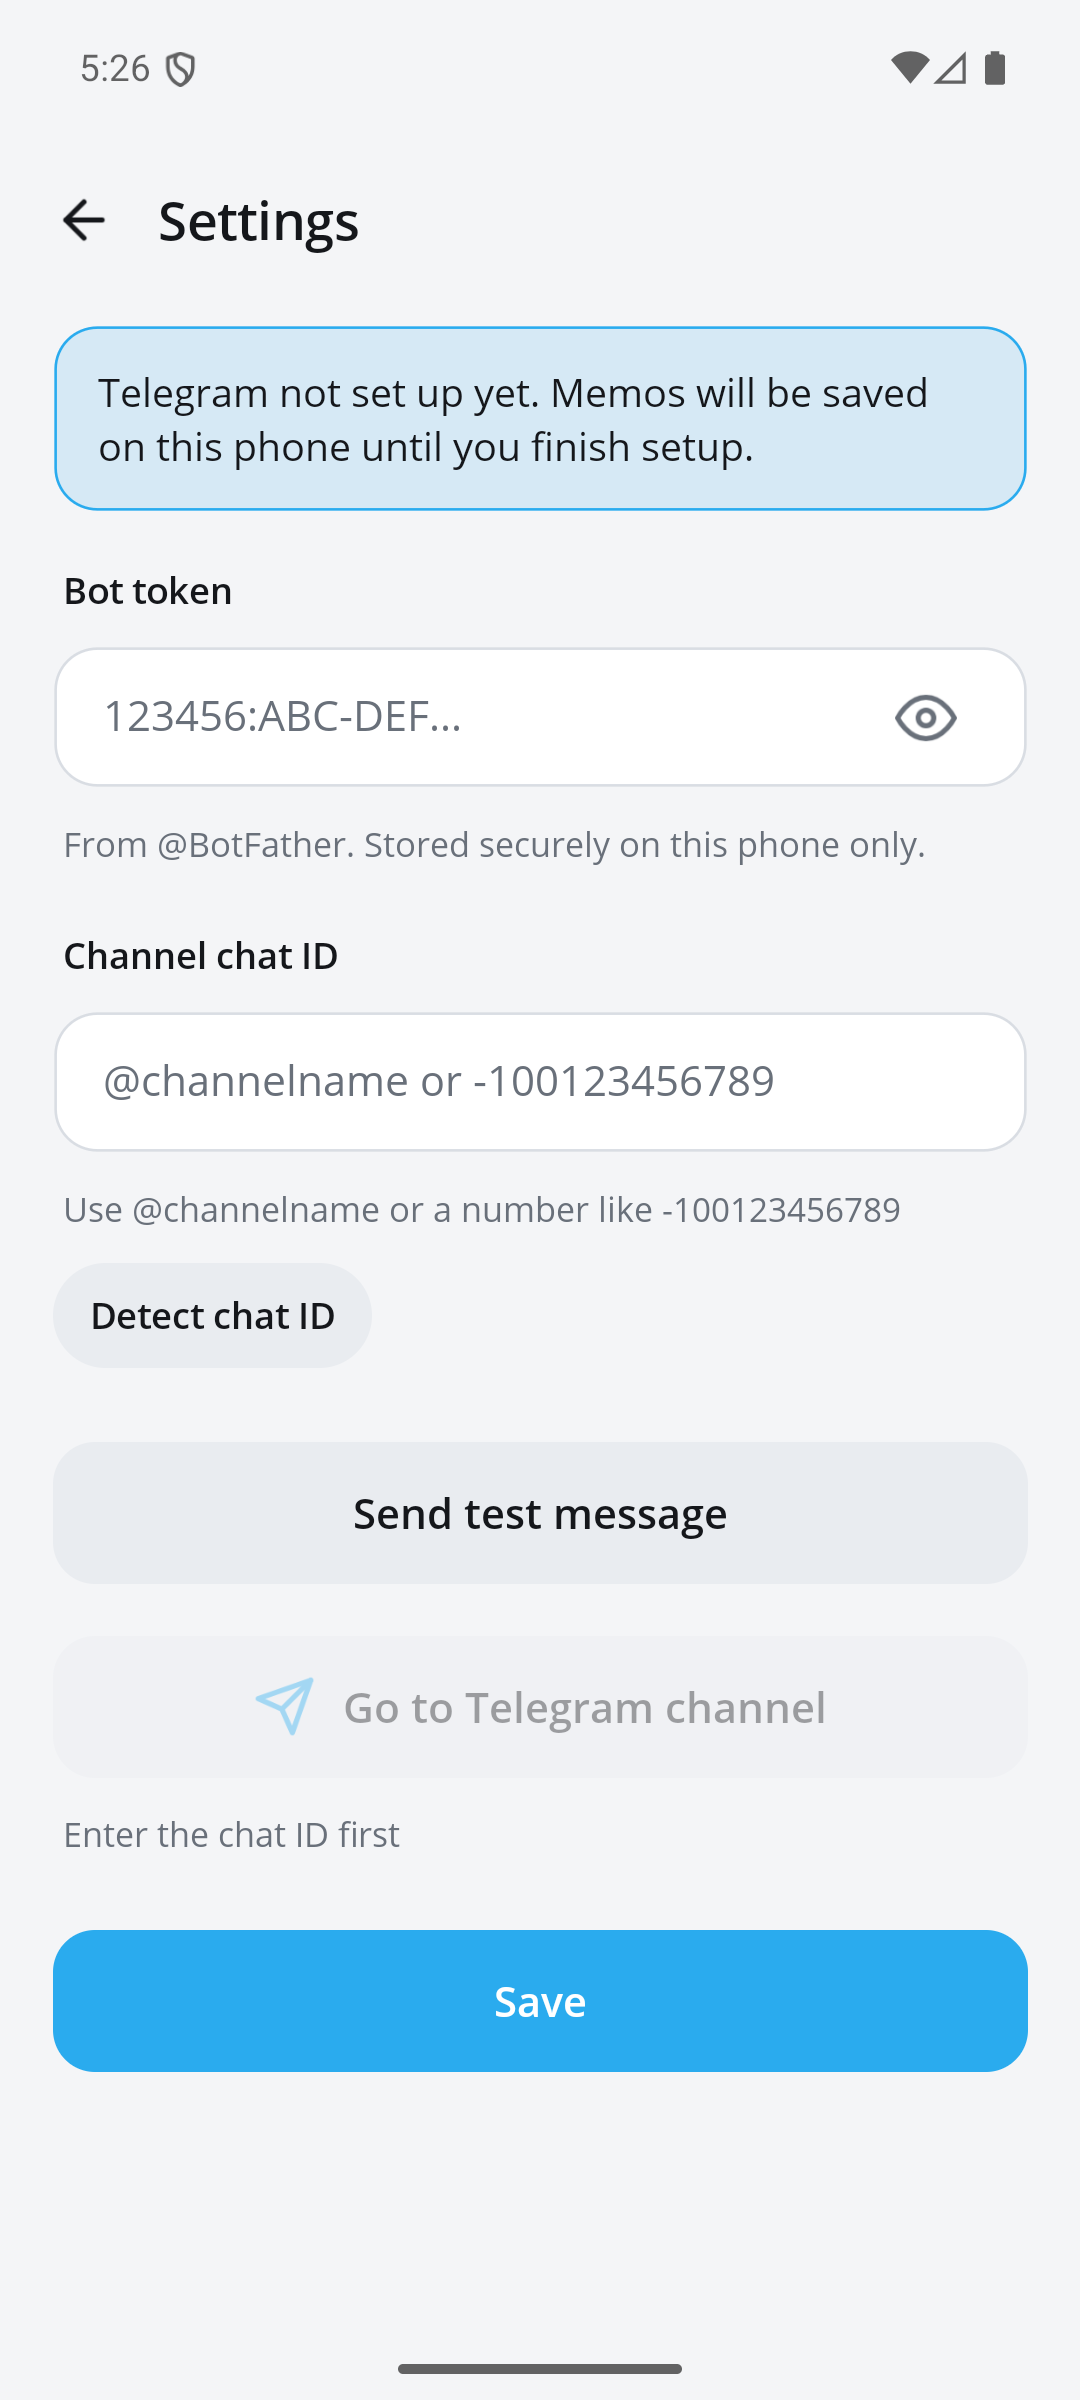 5:26
Settings
Telegram not set up yet. Memos will be saved
on this phone until you finish setup.
Bot token
123456:ABC-DEF...
From @BotFather. Stored securely on this phone only.
Channel chat ID
@channelname or -100123456789
Use @channelname or a number like -100123456789
Detect chat ID
Send test message
Go to Telegram channel
Enter the chat ID first
Save